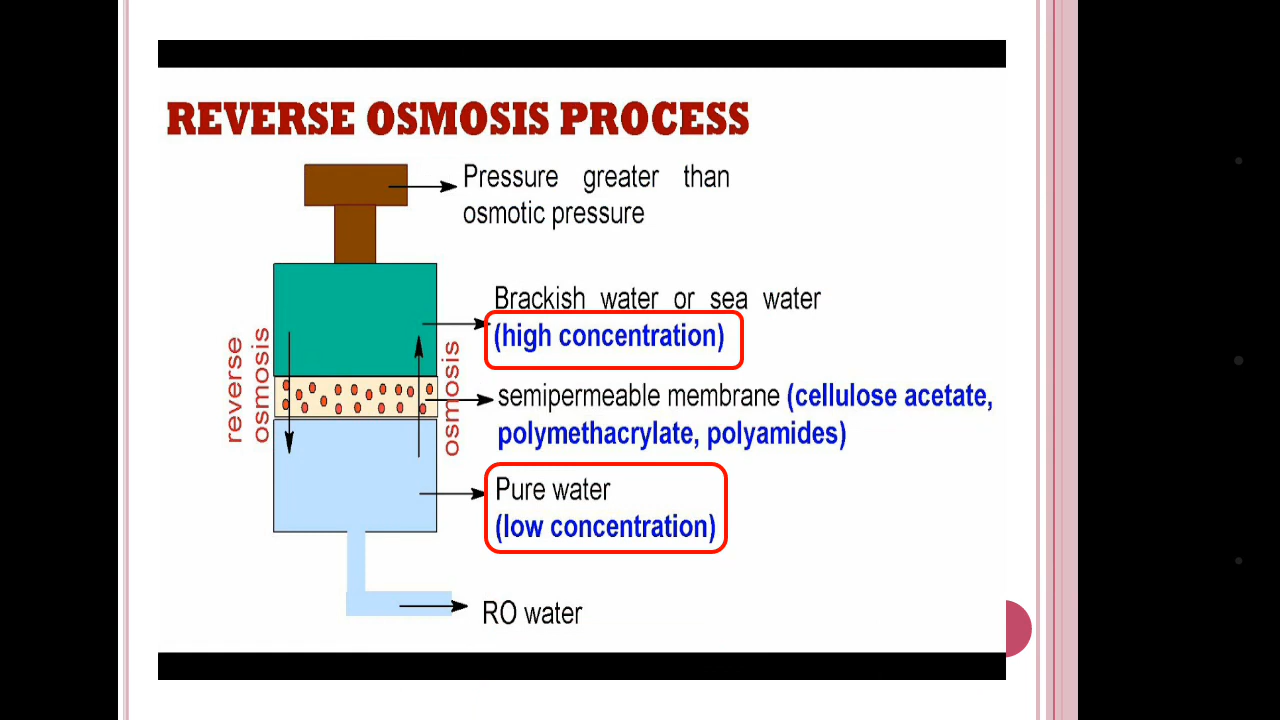 REVERSE OSMOSIS PROCESS
Pressure greater than
osmotic pressure
Brackish water or sea water
(high concentration)
reverse
osmosis
osmosis
semipermeable membrane (cellulose acetate,
polymethacrylate, polyamides)
Pure water
(low concentration)
RO water